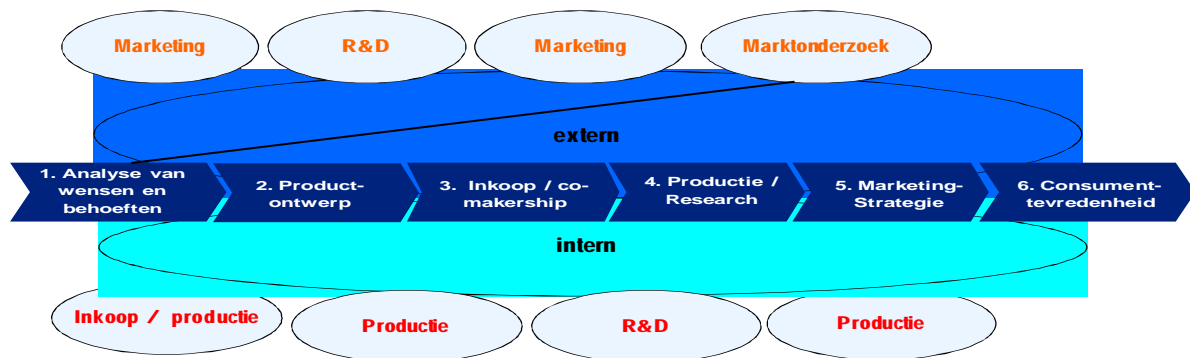 Marketing
R&D
Marketing
Marktonderzoek
extern
1. Analyse van
wensen en
behoeften
2. Product-
ontwerp
3. Inkoop / co-
makership
4. Productie /
Research
5. Marketing-
Strategie
6. Consument-
tevredenheid
intern
Inkoop / productie
Productie
R&D
Productie